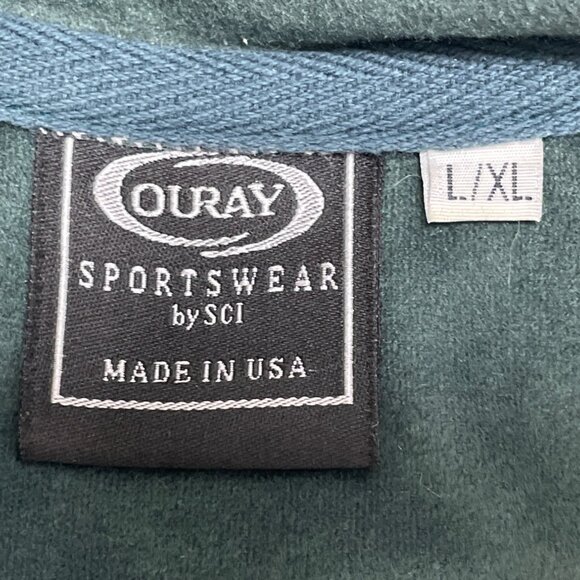 OURAY
SPORTSWEAR
by SCI
MADE IN USA
L/XL